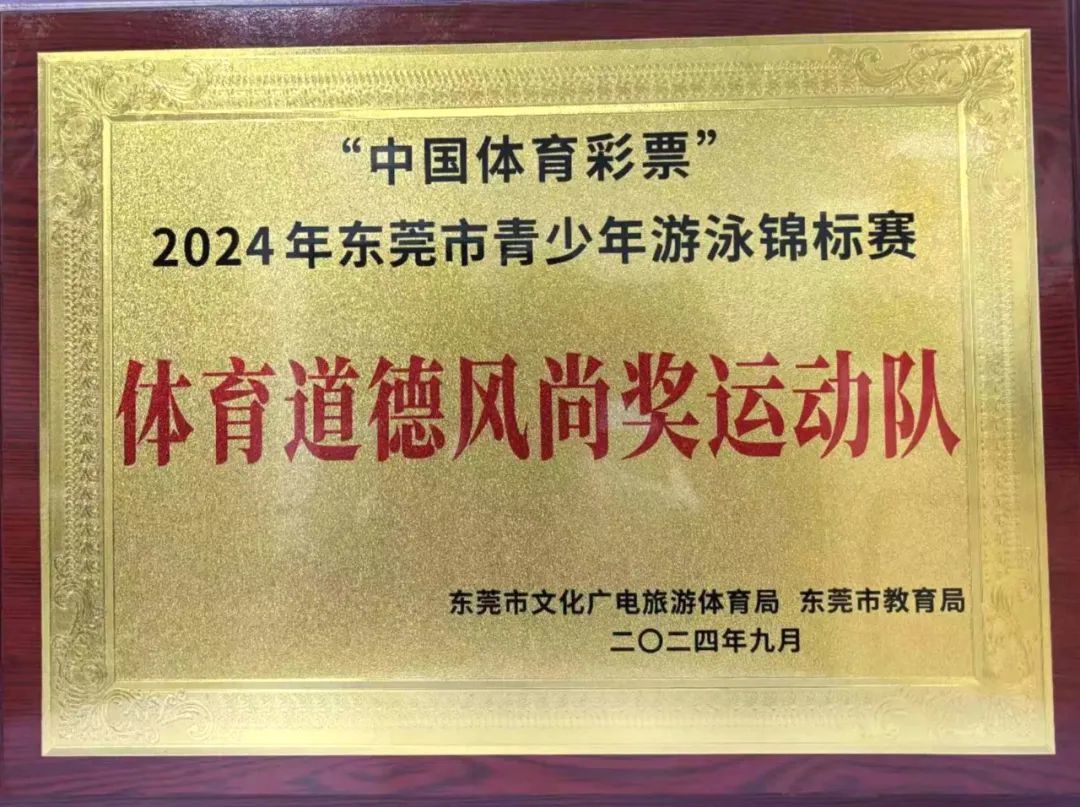 “中国体育彩票”
2024年东莞市青少年游泳锦标赛
体育道德风尚奖运动队
东莞市文化广电旅游体育局 东莞市教育局
二〇二四年九月